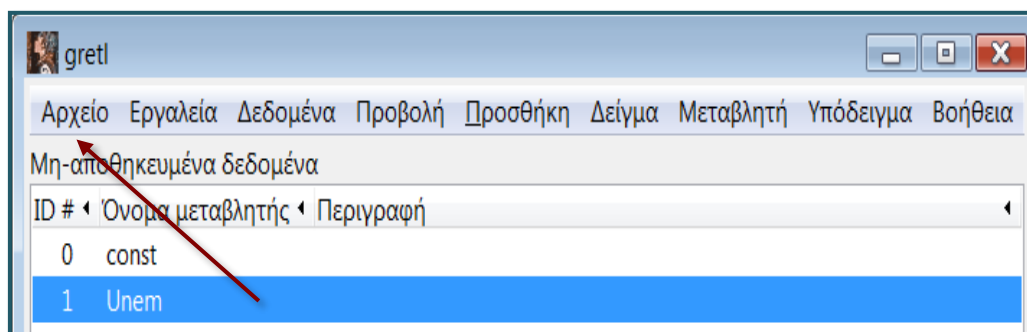 gretl
Αρχείο Εργαλεία Δεδομένα Προβολή Προσθήκη Δείγμα Μεταβλητή Υπόδειγμα Βοήθεια
Μη-αποθηκευμένα δεδομένα
ID # Όνομα μεταβλητής Περιγραφή
0 const
1 Unem